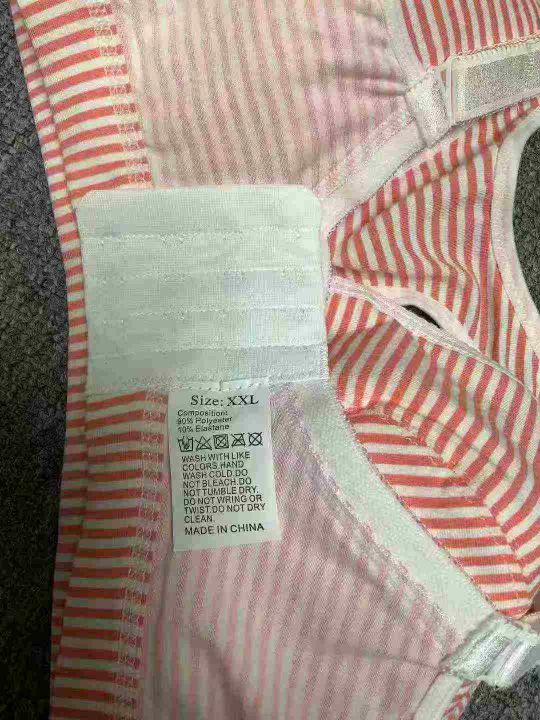 Size: XXL
Composition:
90% Polyester
10% Elastane
WASH WITH LIKE
COLORS.HAND
WASH COLD.DO
NOT BLEACH.DO
NOT TUMBLE DRY.
DO NOT WRING OR
TWIST.DO NOT DRY
CLEAN.
MADE IN CHINA